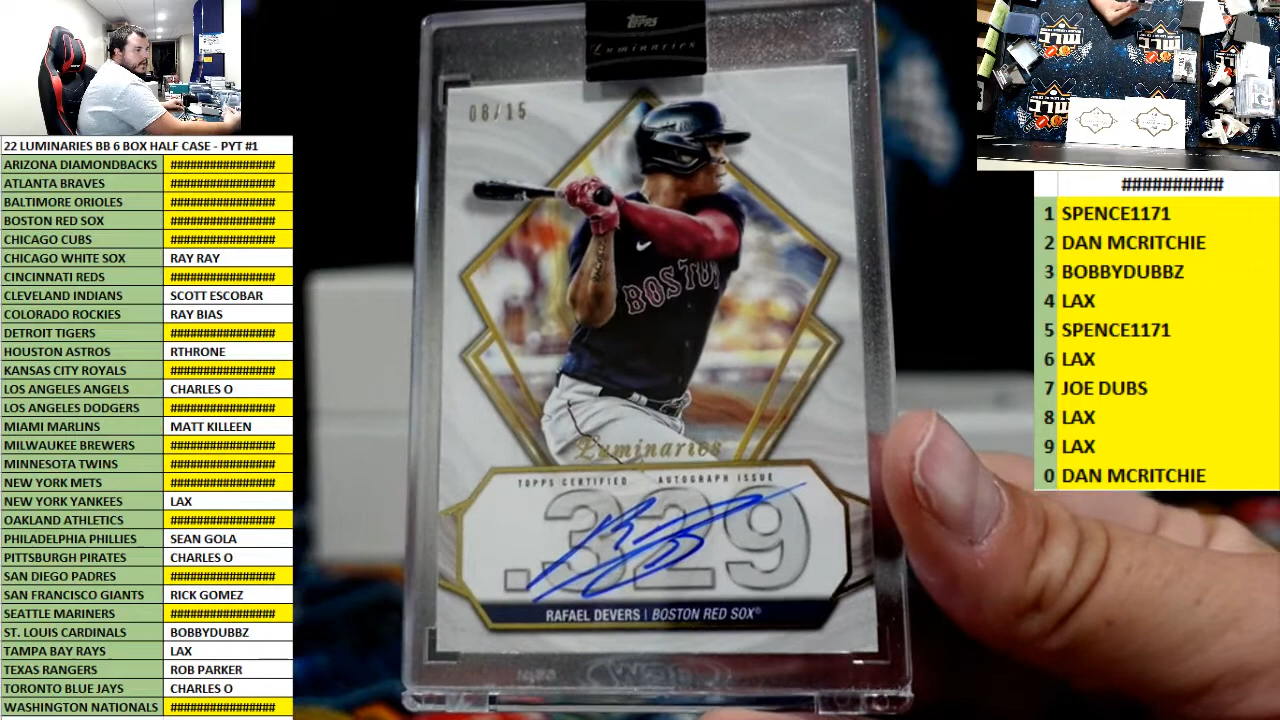 22 LUMINARIES BB 6 BOX HALF CASE - PYT #1
ARIZONA DIAMONDBACKS ################
ATLANTA BRAVES ################
BALTIMORE ORIOLES ################
BOSTON RED SOX ################
CHICAGO CUBS ################
CHICAGO WHITE SOX RAY RAY
CINCINNATI REDS ################
CLEVELAND INDIANS SCOTT ESCOBAR
COLORADO ROCKIES RAY BIAS
DETROIT TIGERS ################
HOUSTON ASTROS RTHRONE
KANSAS CITY ROYALS ################
LOS ANGELES ANGELS CHARLES O
LOS ANGELES DODGERS ################
MIAMI MARLINS MATT KILLEEN
MILWAUKEE BREWERS ################
MINNESOTA TWINS ################
NEW YORK METS ################
NEW YORK YANKEES LAX
OAKLAND ATHLETICS ################
PHILADELPHIA PHILLIES SEAN GOLA
PITTSBURGH PIRATES CHARLES O
SAN DIEGO PADRES ################
SAN FRANCISCO GIANTS RICK GOMEZ
SEATTLE MARINERS ################
ST. LOUIS CARDINALS BOBBYDUBBZ
TAMPA BAY RAYS LAX
TEXAS RANGERS ROB PARKER
TORONTO BLUE JAYS CHARLES O
WASHINGTON NATIONALS ################
TOPPS
Luminaries
08/15
BOSTON
Luminaries
TOPPS CERTIFIED AUTOGRAPH ISSUE
.329
RAFAEL DEVERS | BOSTON RED SOX®
##########
1 SPENCE1171
2 DAN MCRITCHIE
3 BOBBYDUBBZ
4 LAX
5 SPENCE1171
6 LAX
7 JOE DUBS
8 LAX
9 LAX
0 DAN MCRITCHIE